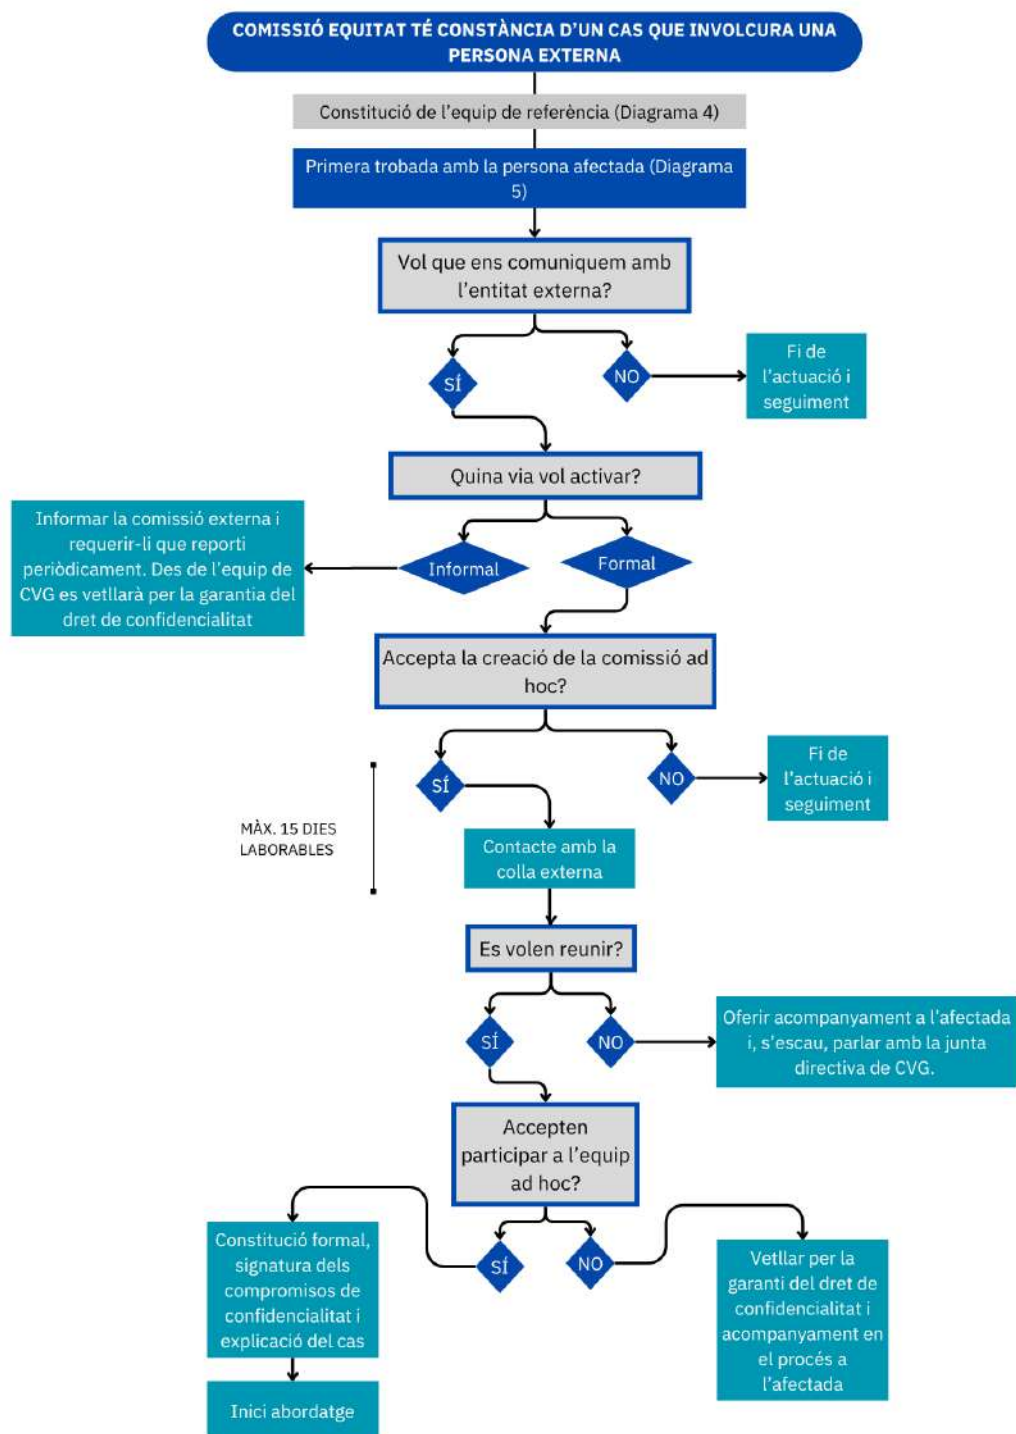 COMISSIÓ EQUITAT TÉ CONSTÀNCIA D'UN CAS QUE INVOLCURA UNA
PERSONA EXTERNA
Constitució de l'equip de referència (Diagrama 4)
Primera trobada amb la persona afectada (Diagrama
5)
Vol que ens comuniquem amb
l'entitat externa?
SÍ
NO
Fi de
l'actuació i
seguiment
Quina via vol activar?
Informal
Formal
Informar la comissió externa i
requerir-li que reporti
periòdicament. Des de l'equip de
CVG es vetllarà per la garantia del
dret de confidencialitat
Accepta la creació de la comissió ad
hoc?
SÍ
NO
Fi de
l'actuació i
seguiment
MÀX. 15 DIES
LABORABLES
Contacte amb la
colla externa
Es volen reunir?
SÍ
NO
Oferir acompanyament a l'afectada
i, s'escau, parlar amb la junta
directiva de CVG.
Accepten
participar a l'equip
ad hoc?
SÍ
NO
Constitució formal,
signatura dels
compromisos de
confidencialitat i
explicació del cas
Vetllar per la
garanti del dret de
confidencialitat i
acompanyament en
el procés a
l'afectada
Inici abordatge